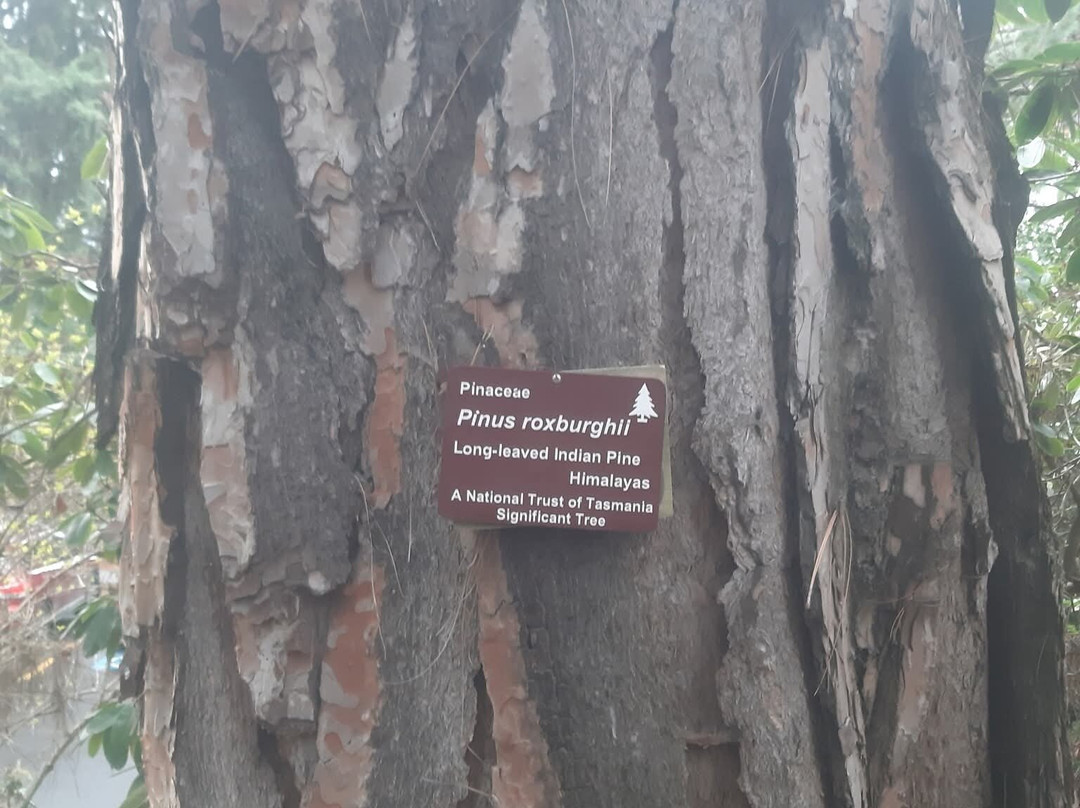 Pinaceae
Pinus roxburghii
Long-leaved Indian Pine
Himalayas
A National Trust of Tasmania
Significant Tree